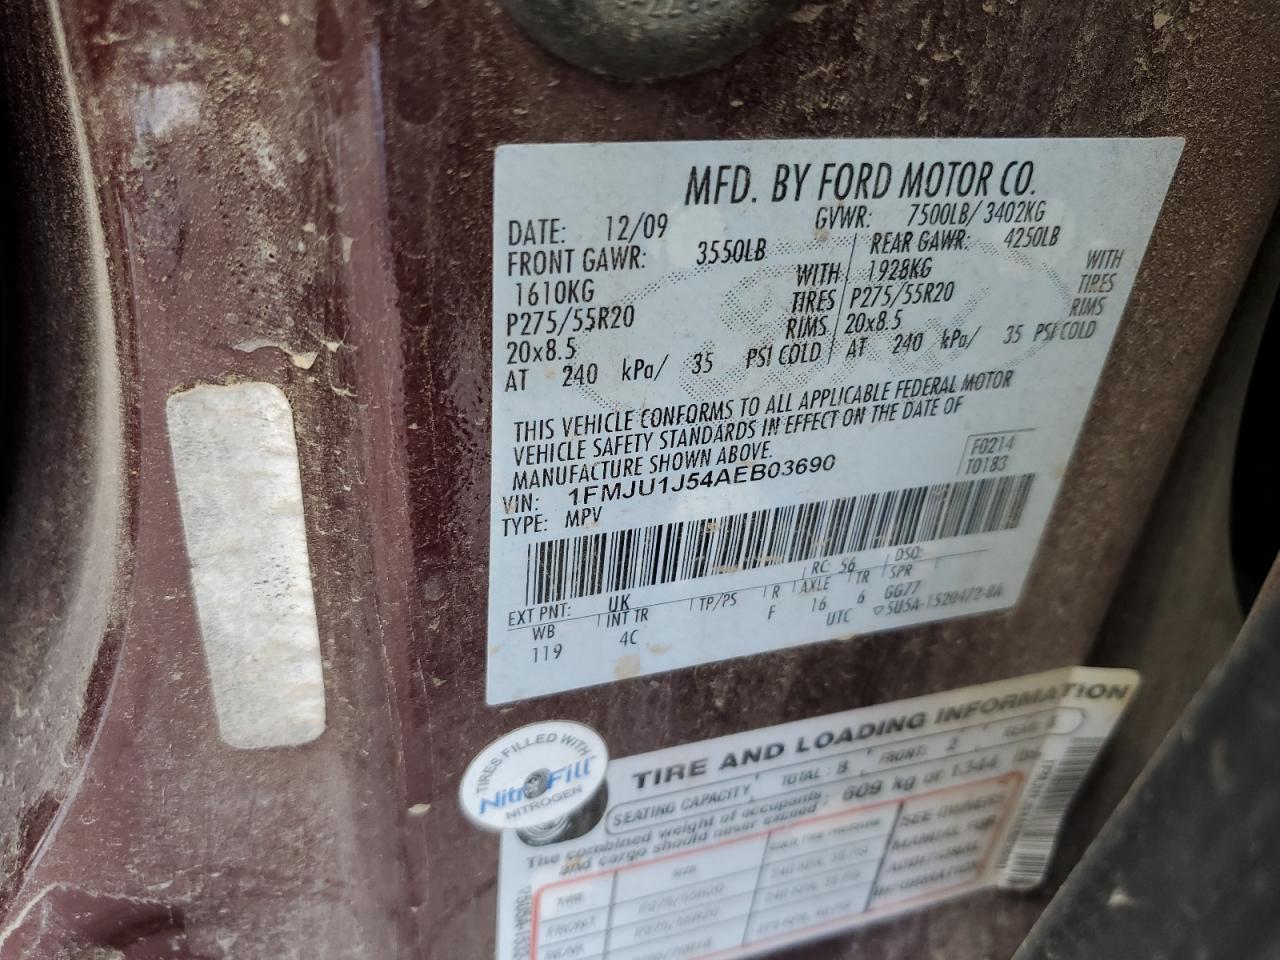 MFD. BY FORD MOTOR CO.
DATE: 12/09 GVWR: 7500LB/ 3402KG
FRONT GAWR: 3550LB REAR GAWR: 4250LB
1610KG WITH 1928KG WITH
P275/55R20 TIRES P275/55R20 TIRES
20x8.5 RIMS 20x8.5 RIMS
AT 240 kPa/ 35 PSI COLD AT 240 kPa/ 35 PSI COLD
THIS VEHICLE CONFORMS TO ALL APPLICABLE FEDERAL MOTOR
VEHICLE SAFETY STANDARDS IN EFFECT ON THE DATE OF
MANUFACTURE SHOWN ABOVE.
F0214
VIN: 1FMJU1J54AEB03690 T0183
TYPE: MPV
EXT PNT: UK RC: 56 DSO:
WB INT TR TP/PS R AXLE TR SPR
119 4C F 16 6 GG77
UTC ▽5U5A-1520472-BA
TIRES FILLED WITH
NitroFill
NITROGEN
TIRE AND LOADING INFORMATION
SEATING CAPACITY TOTAL: 8 FRONT: 2
The combined weight of occupants
and cargo should never exceed: 609 kg or 1344 lbs
SEE OWNERS
MANUAL FOR
ADDITIONAL
INFORMATION